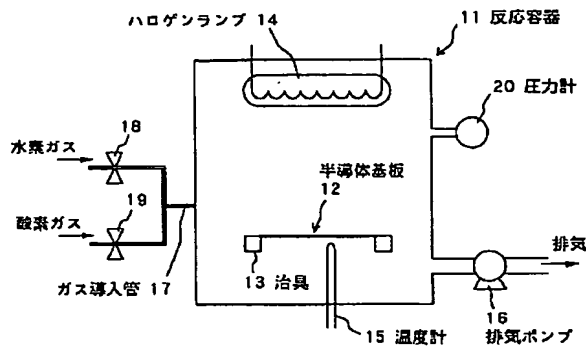 ハロゲンランプ 14
11 反応容器
20 圧力計
18
水素ガス
半導体基板
12
19
酸素ガス
排気
ガス導入管 17
13 治具
16
15 温度計
排気ポンプ